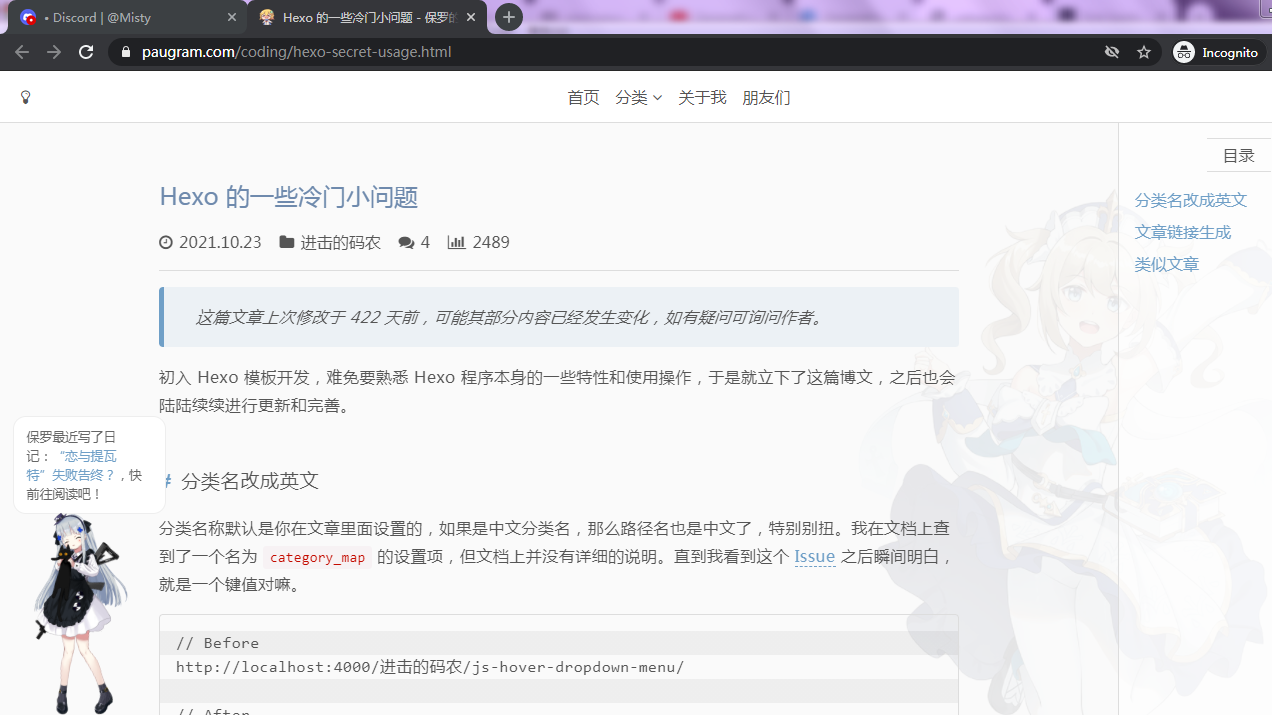 • Discord | @Misty
Hexo 的一些冷门小问题 - 保罗的
paugram.com/coding/hexo-secret-usage.html
Incognito
首页 分类 关于我 朋友们
目录
分类名改成英文
文章链接生成
类似文章
Hexo 的一些冷门小问题
2021.10.23 进击的码农 4 2489
这篇文章上次修改于 422 天前，可能其部分内容已经发生变化，如有疑问可询问作者。
初入 Hexo 模板开发，难免要熟悉 Hexo 程序本身的一些特性和使用操作，于是就立下了这篇博文，之后也会
陆陆续续进行更新和完善。
保罗最近写了日
记：“恋与提瓦
特”失败告终？，快
前往阅读吧！
# 分类名改成英文
分类名称默认是你在文章里面设置的，如果是中文分类名，那么路径名也是中文了，特别别扭。我在文档上查
到了一个名为 category_map 的设置项，但文档上并没有详细的说明。直到我看到这个 Issue 之后瞬间明白，
就是一个键值对嘛。
// Before
http://localhost:4000/进击的码农/js-hover-dropdown-menu/
// After